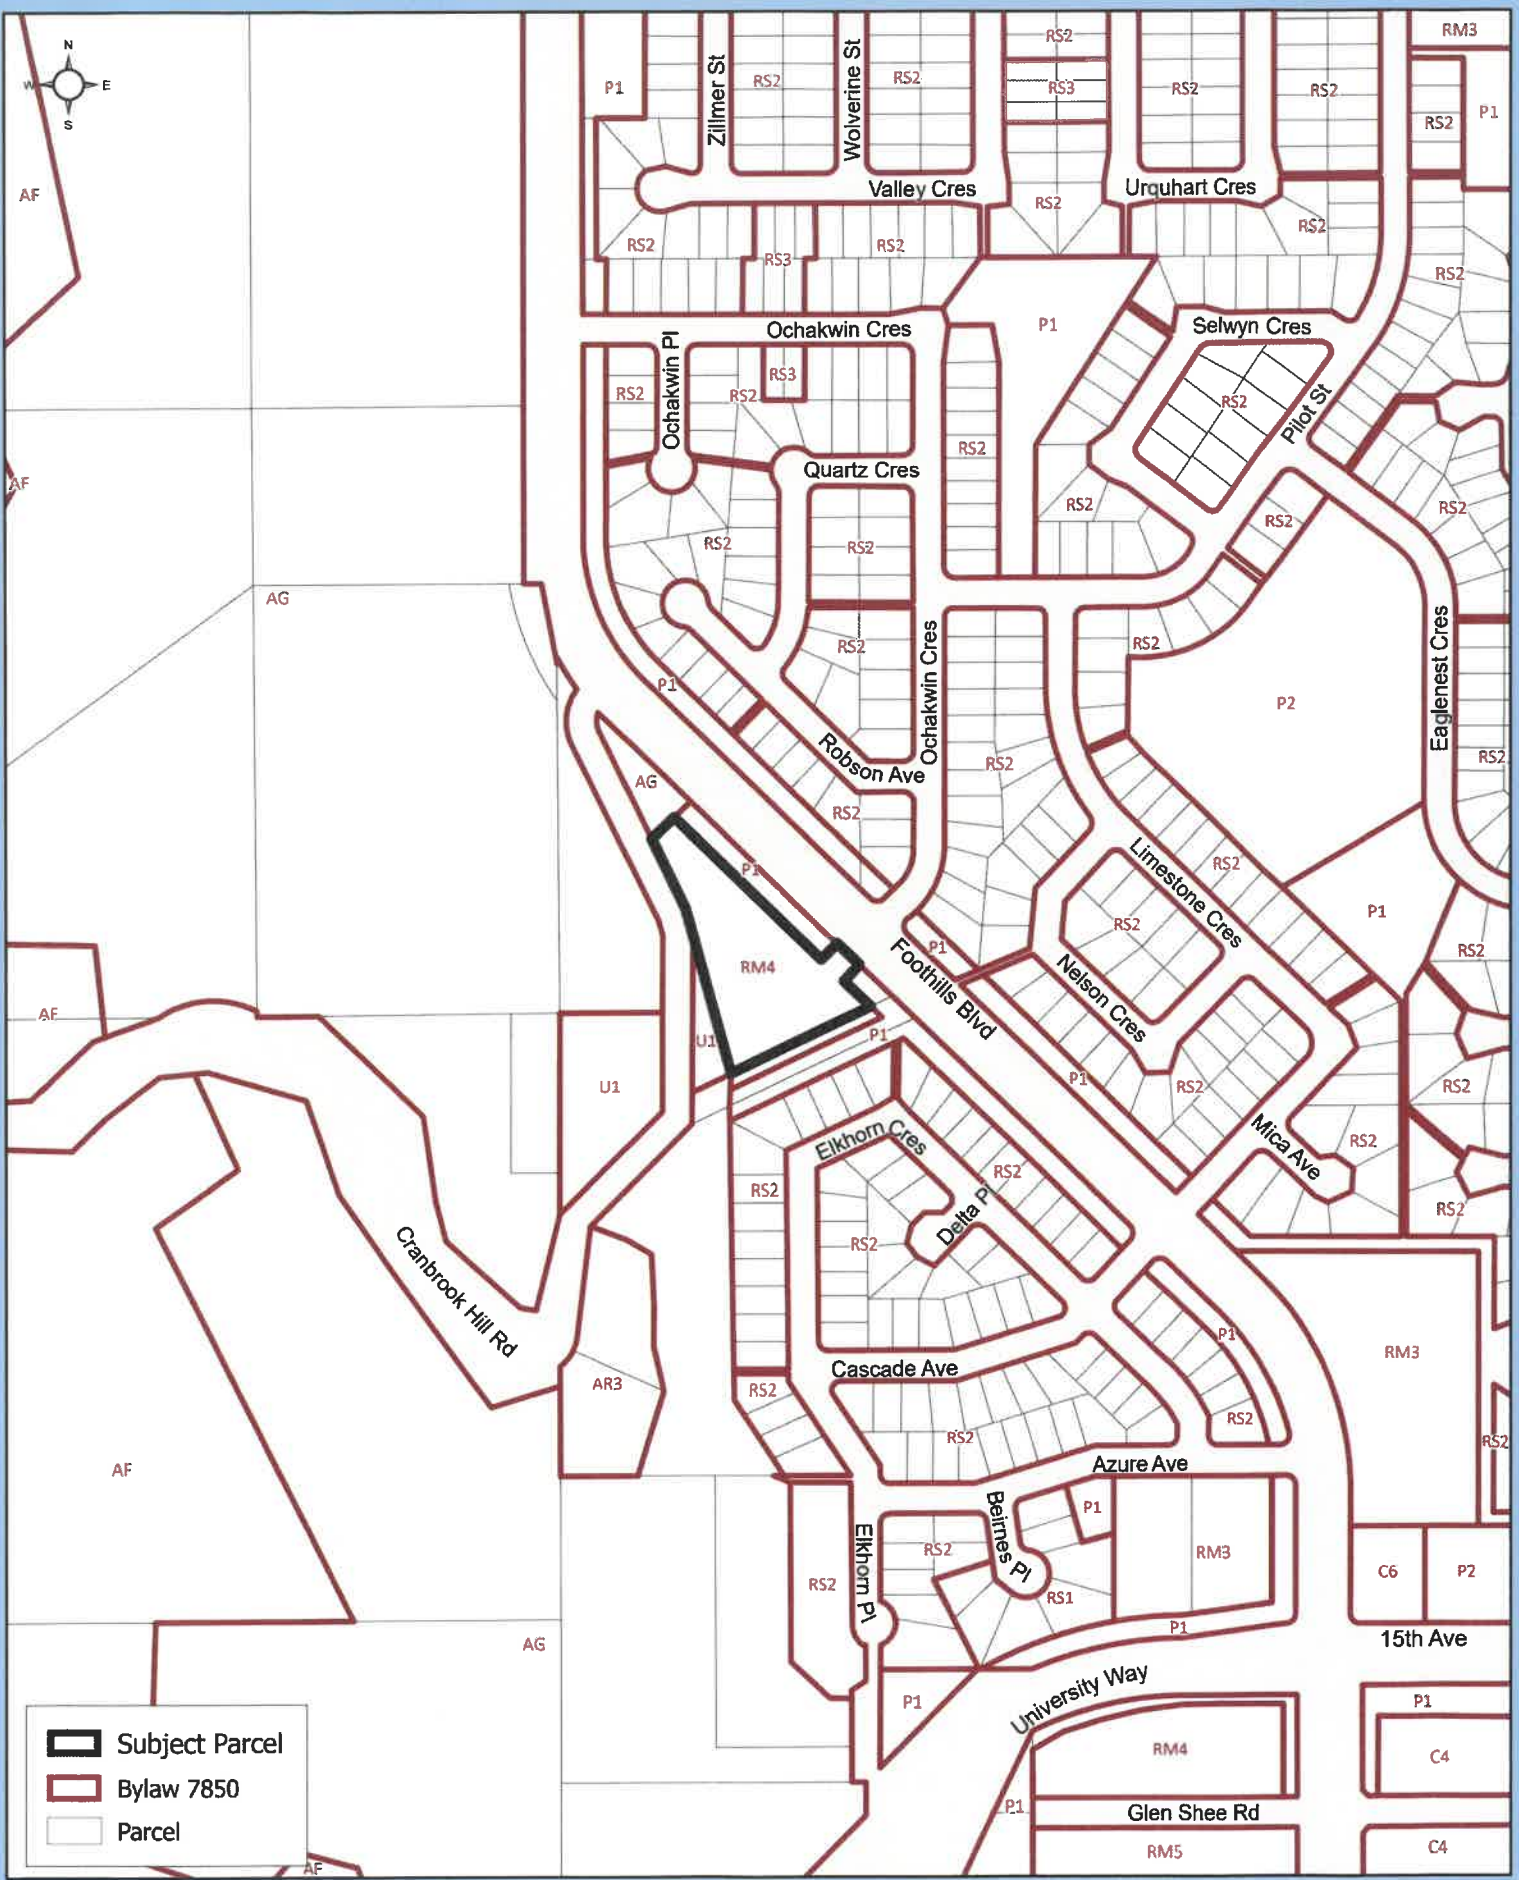 RM3
RS2
N
Zillmer St
Wolverine St
RS2
RS2
W
E
P1
RS3
RS2
RS2
P1
RS2
S
AF
Valley Cres
Urquhart Cres
RS2
RS2
RS2
RS2
RS3
RS2
P1
Selwyn Cres
Ochakwin Cres
Ochakwin Pl
RS3
RS2
RS2
RS2
Pilot St
RS2
Quartz Cres
AF
RS2
RS2
RS2
RS2
RS2
AG
RS2
RS2
Ochakwin Cres
Eaglenest Cres
P1
P2
Robson Ave
RS2
RS2
AG
RS2
Limestone Cres
RS2
P1
P1
RS2
Foothills Blvd
P1
RS2
RM4
Nelson Cres
AF
P1
U1
U1
P1
RS2
RS2
Mica Ave
Elkhorn Cres
RS2
RS2
RS2
Delta Pl
RS2
RS2
Cranbrook Hill Rd
P1
RM3
Cascade Ave
AR3
RS2
RS2
RS2
RS2
AF
Azure Ave
Beirnes Pl
P1
Elkhorn Pl
RS2
RM3
C6
P2
RS2
RS1
P1
15th Ave
AG
University Way
P1
P1
Subject Parcel
RM4
C4
Bylaw 7850
P1
Glen Shee Rd
Parcel
RM5
C4
AF